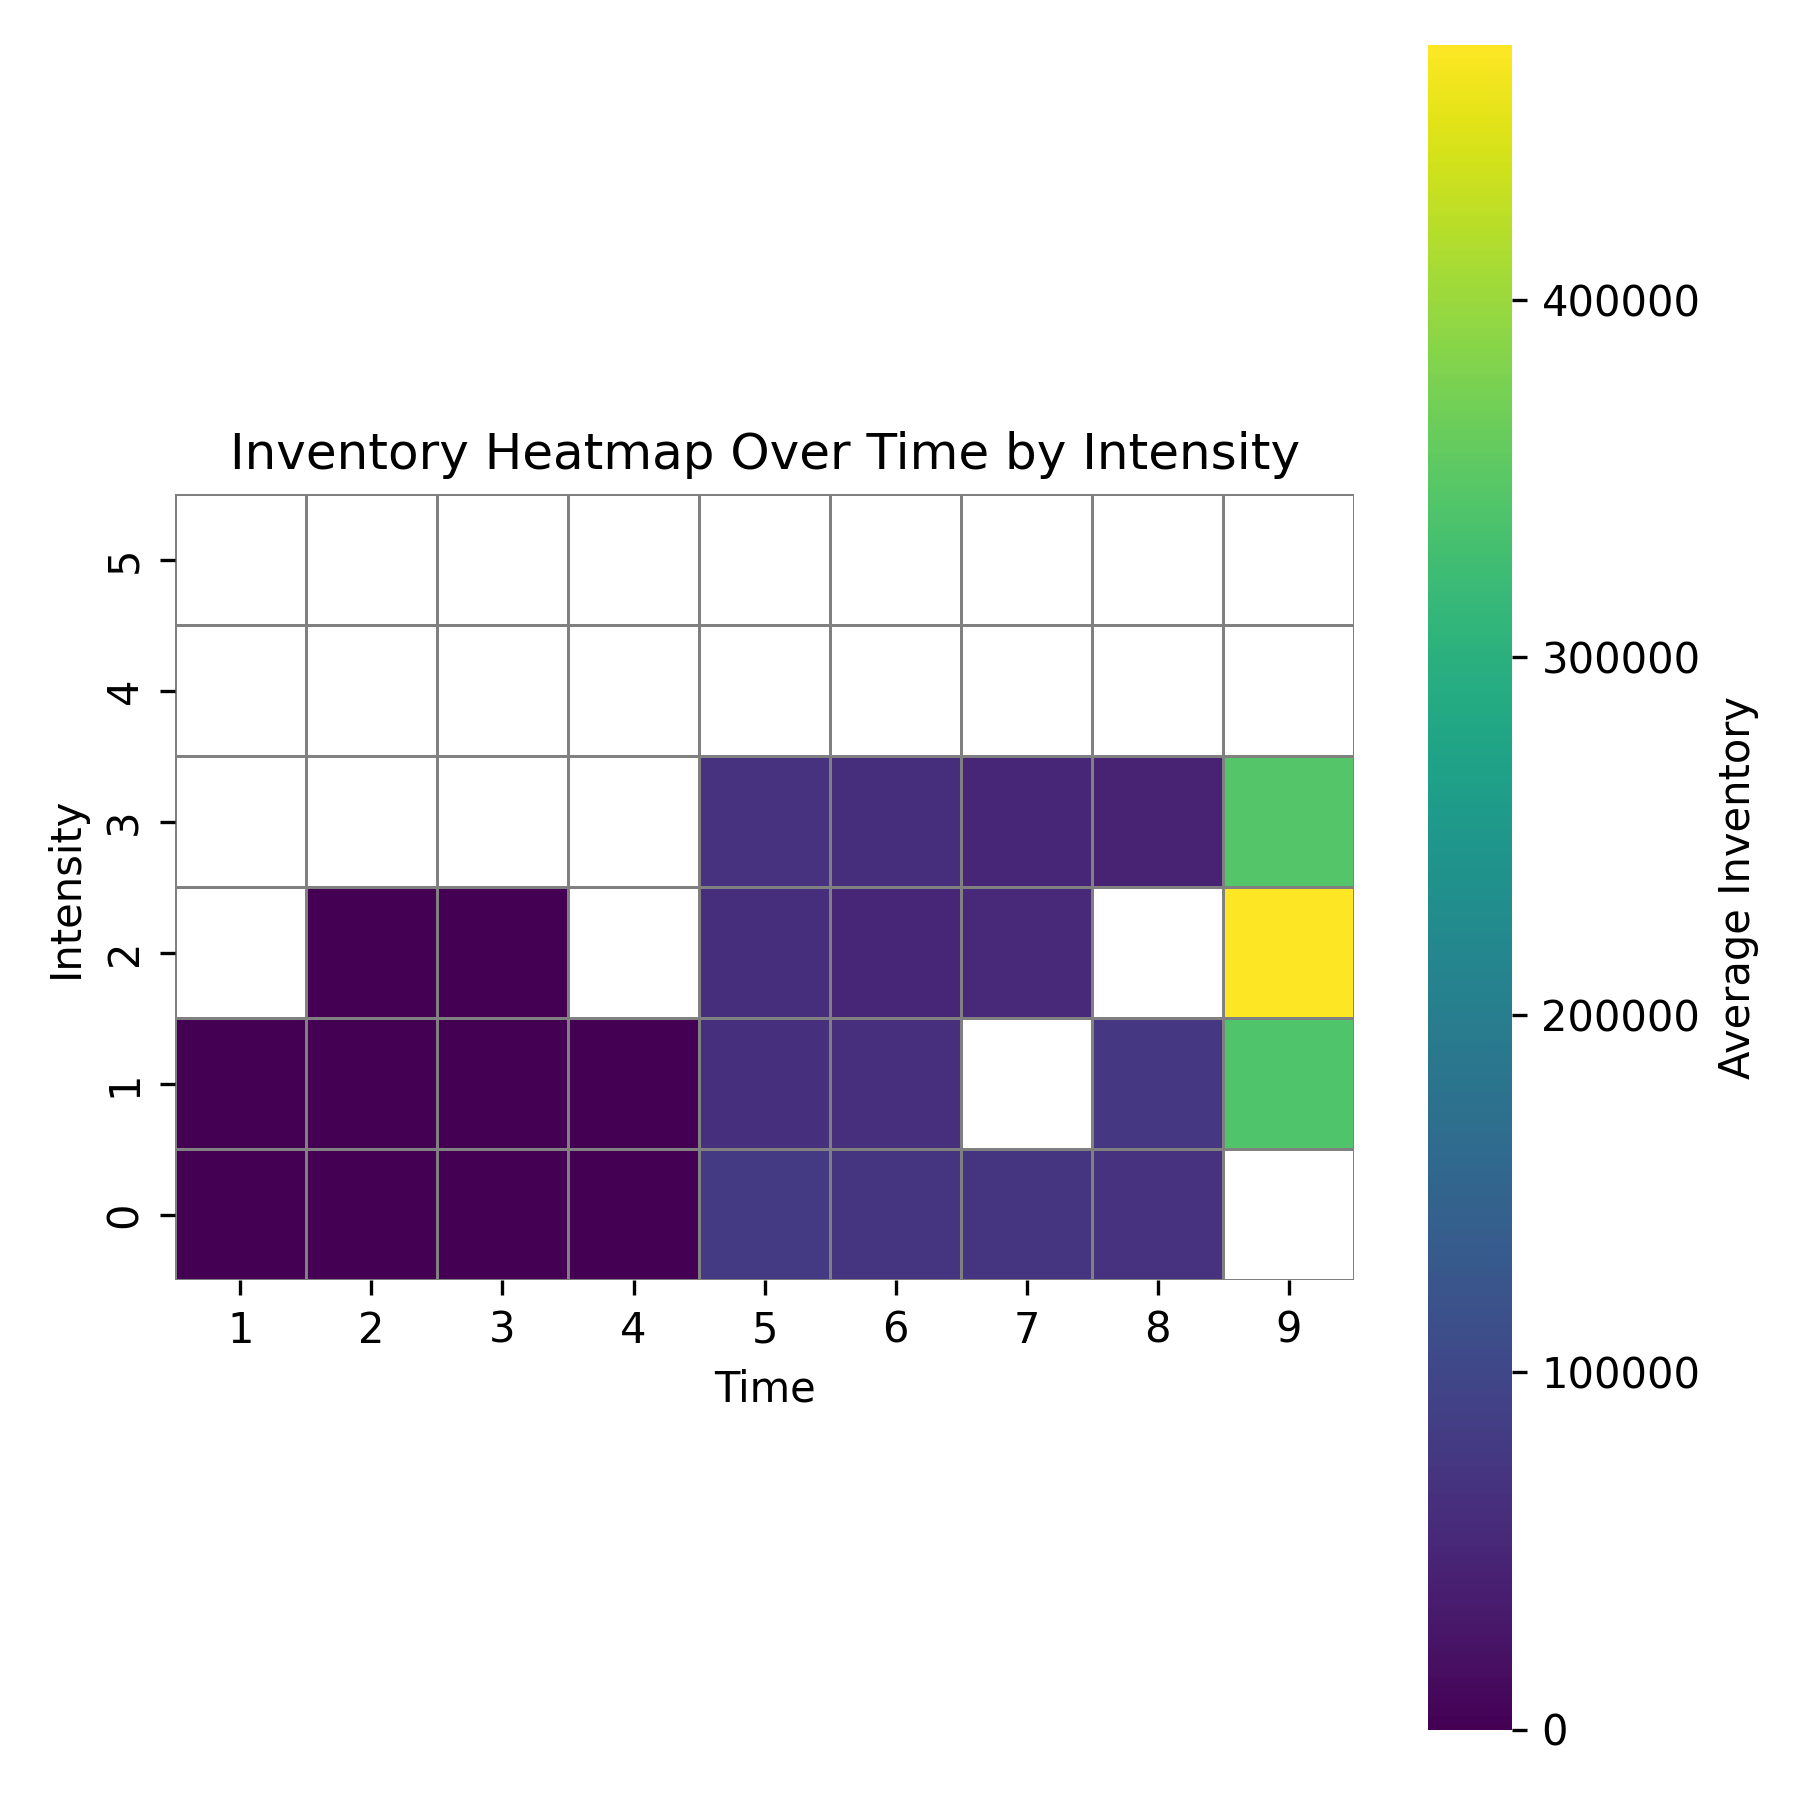 Inventory Heatmap Over Time by Intensity
5
4
3
2
1
0
Intensity
1 2 3 4 5 6 7 8 9
Time
400000
300000
200000
100000
0
Average Inventory